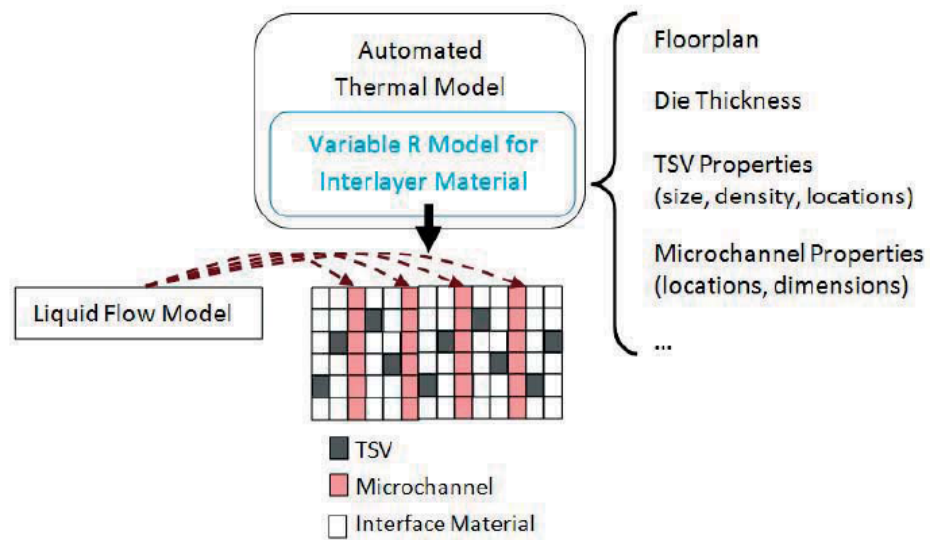 Automated
Thermal Model
Variable R Model for
Interlayer Material
Floorplan
Die Thickness
TSV Properties
(size, density, locations)
Microchannel Properties
(locations, dimensions)
...
Liquid Flow Model
TSV
Microchannel
Interface Material